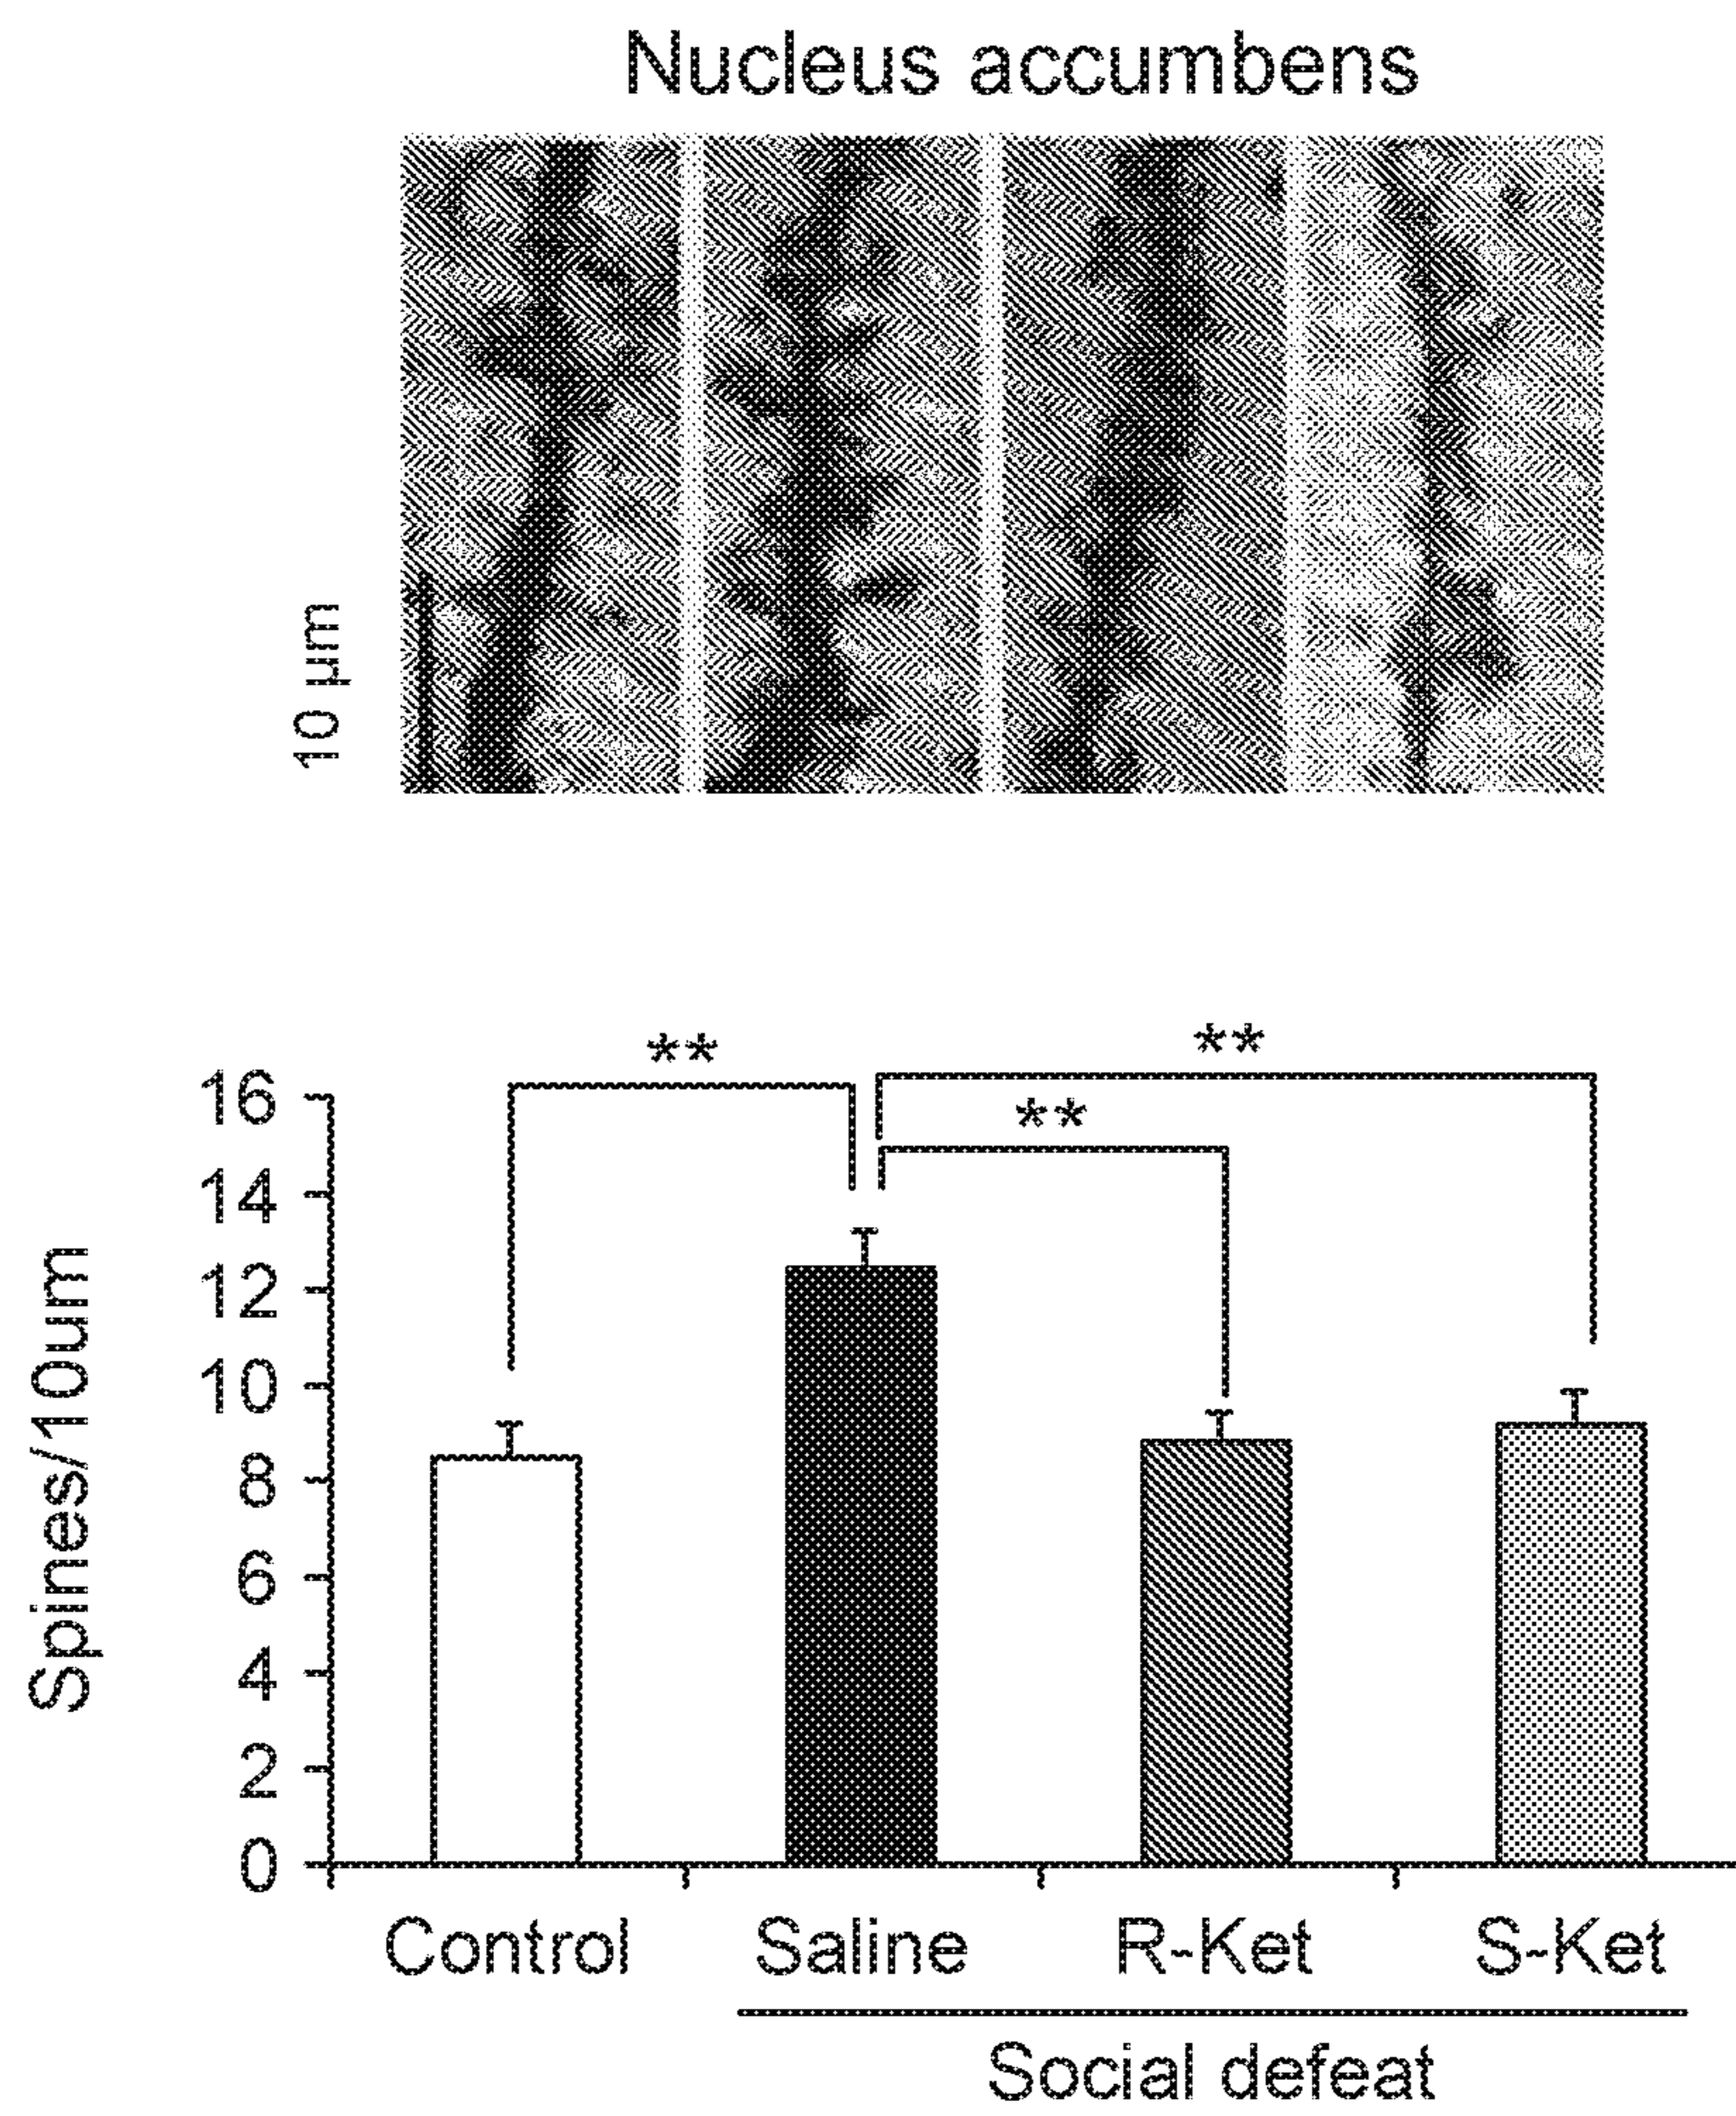 Nucleus accumbens
10 µm
**
**
**
Spines/10um
16
14
12
10
8
6
4
2
0
Control Saline R-Ket S-Ket
Social defeat